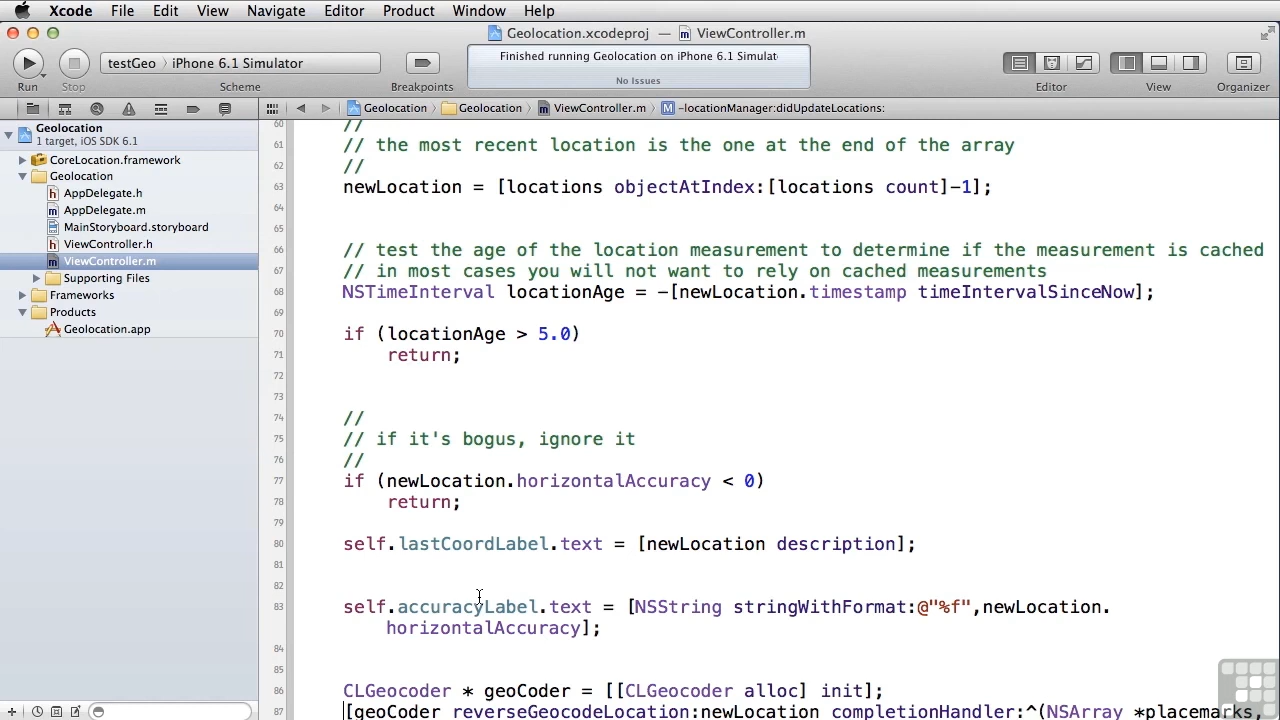 Xcode File Edit View Navigate Editor Product Window Help
Geolocation.xcodeproj — ViewController.m
testGeo › iPhone 6.1 Simulator
Finished running Geolocation on iPhone 6.1 Simulat
No Issues
Run Stop Scheme Breakpoints Editor View Organizer
Geolocation
1 target, iOS SDK 6.1
CoreLocation.framework
Geolocation
AppDelegate.h
AppDelegate.m
MainStoryboard.storyboard
ViewController.h
ViewController.m
Supporting Files
Frameworks
Products
Geolocation.app
Geolocation › Geolocation › ViewController.m › M -locationManager:didUpdateLocations:
60 //
61 // the most recent location is the one at the end of the array
62 //
63 newLocation = [locations objectAtIndex:[locations count]-1];
64
65
66 // test the age of the location measurement to determine if the measurement is cached
67 // in most cases you will not want to rely on cached measurements
68 NSTimeInterval locationAge = -[newLocation.timestamp timeIntervalSinceNow];
69
70 if (locationAge > 5.0)
71 return;
72
73
74 //
75 // if it's bogus, ignore it
76 //
77 if (newLocation.horizontalAccuracy < 0)
78 return;
79
80 self.lastCoordLabel.text = [newLocation description];
81
82
83 self.accuracyLabel.text = [NSString stringWithFormat:@"%f",newLocation.
horizontalAccuracy];
84
85
86 CLGeocoder * geoCoder = [[CLGeocoder alloc] init];
87 [geoCoder reverseGeocodeLocation:newLocation completionHandler:^(NSArray *placemarks,